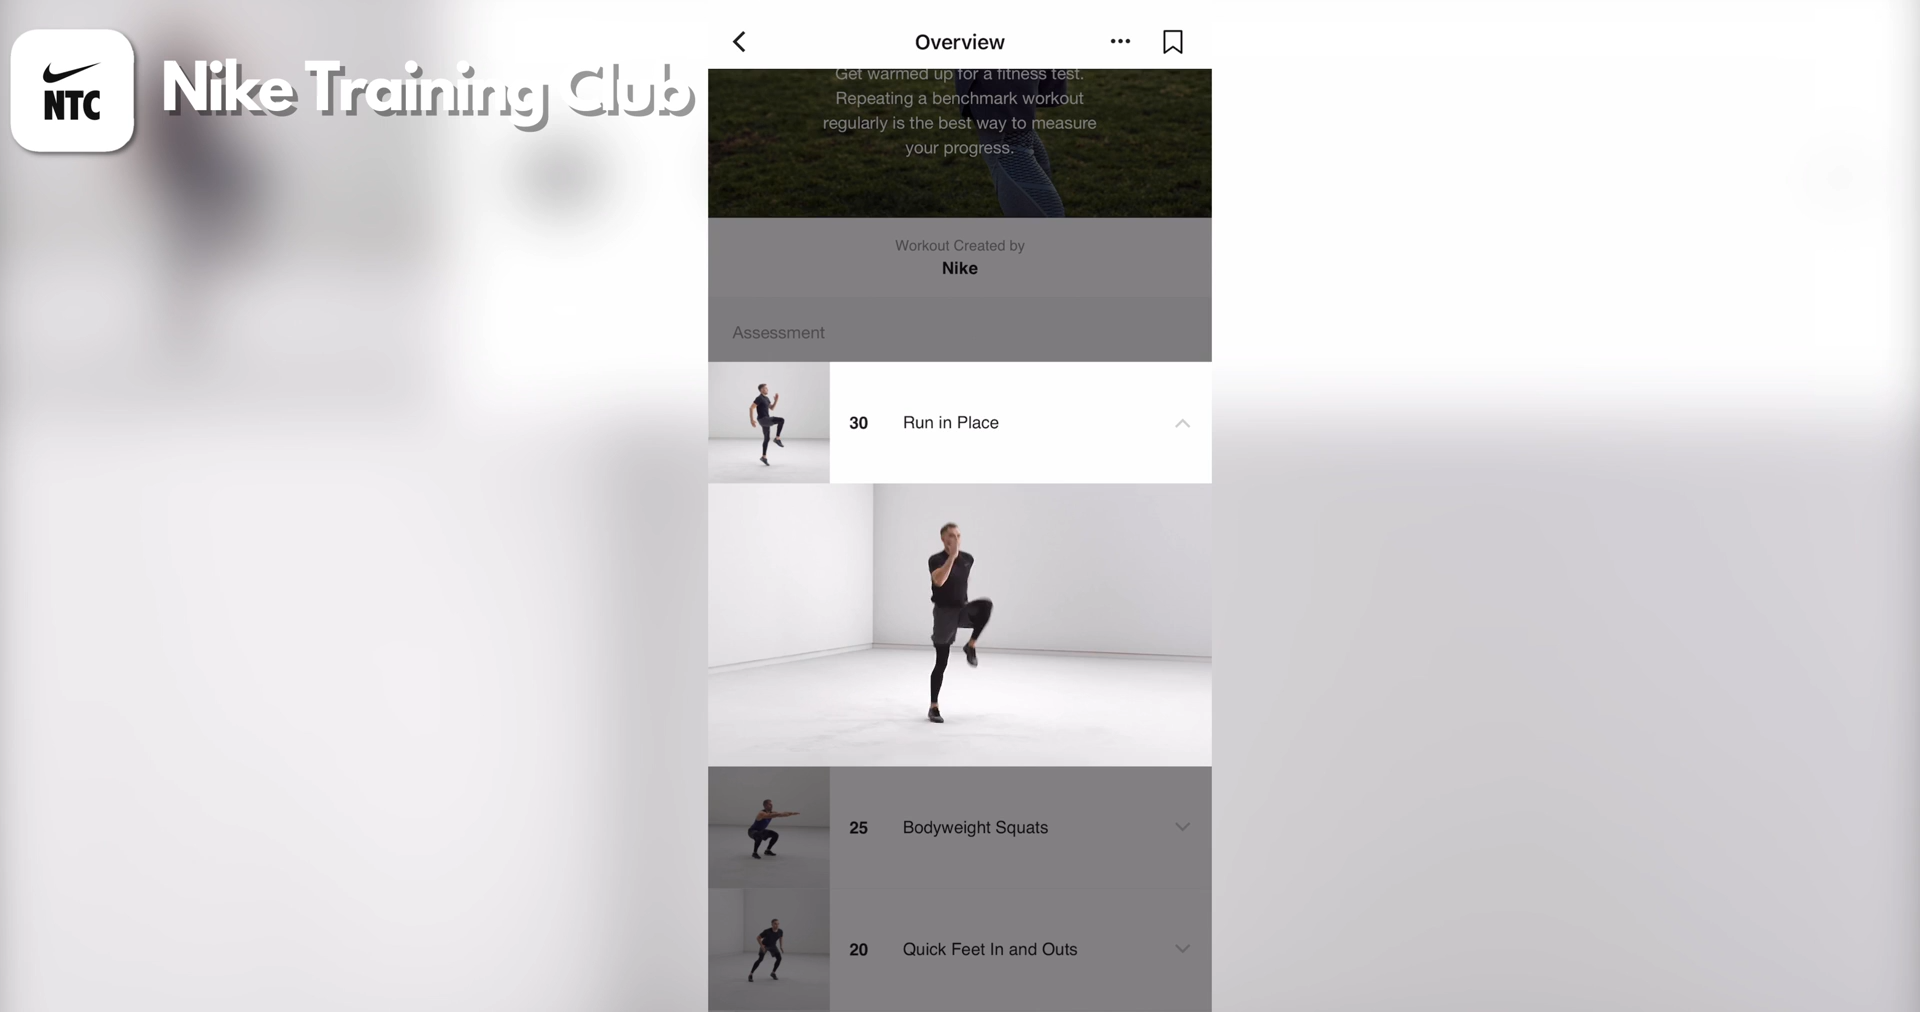 NTC
Nike Training Club
Overview
Get warmed up for a fitness test.
Repeating a benchmark workout
regularly is the best way to measure
your progress.
Workout Created by
Nike
Assessment
30 Run in Place
25 Bodyweight Squats
20 Quick Feet In and Outs